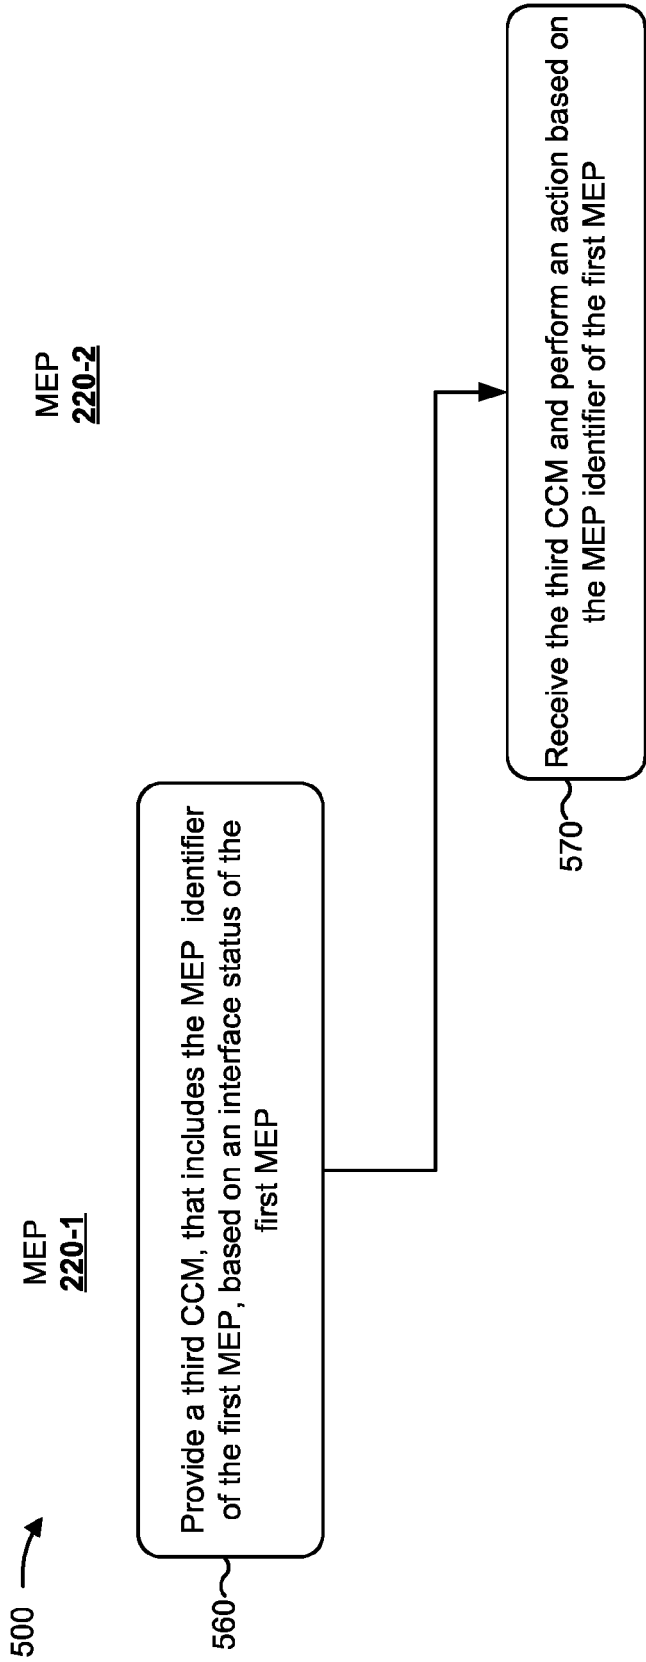 500
MEP
220-1
MEP
220-2
560
Provide a third CCM, that includes the MEP identifier
of the first MEP, based on an interface status of the
first MEP
570
Receive the third CCM and perform an action based on
the MEP identifier of the first MEP